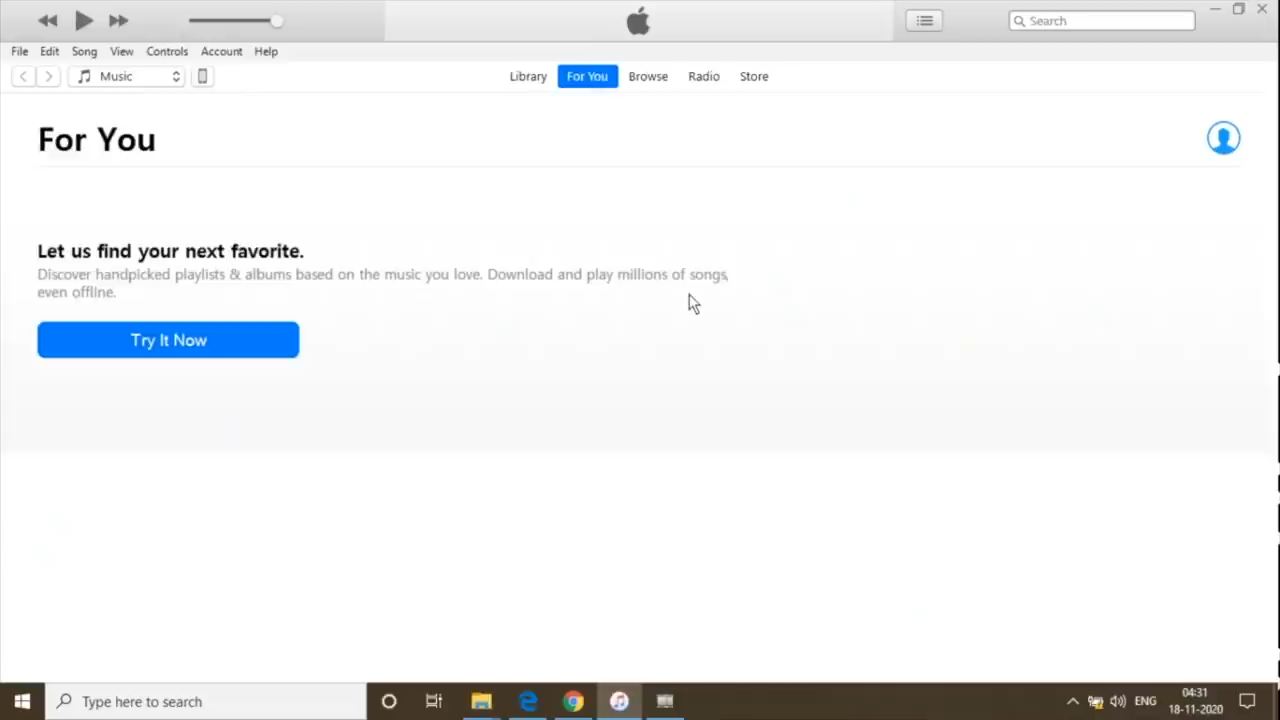 Search
File Edit Song View Controls Account Help
Music Library For You Browse Radio Store
For You
Let us find your next favorite.
Discover handpicked playlists & albums based on the music you love. Download and play millions of songs,
even offline.
Try It Now
Type here to search
ENG
04:31
18-11-2020